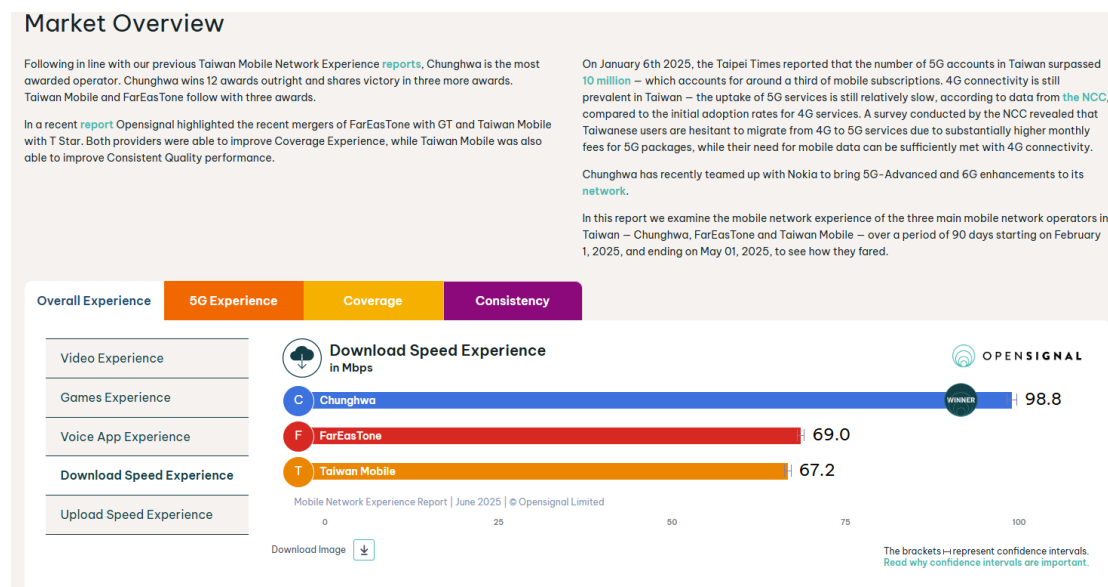 Market Overview
Following in line with our previous Taiwan Mobile Network Experience reports, Chunghwa is the most
awarded operator. Chunghwa wins 12 awards outright and shares victory in three more awards.
Taiwan Mobile and FarEasTone follow with three awards.
In a recent report Opensignal highlighted the recent mergers of FarEasTone with GT and Taiwan Mobile
with T Star. Both providers were able to improve Coverage Experience, while Taiwan Mobile was also
able to improve Consistent Quality performance.
On January 6th 2025, the Taipei Times reported that the number of 5G accounts in Taiwan surpassed
10 million — which accounts for around a third of mobile subscriptions. 4G connectivity is still
prevalent in Taiwan — the uptake of 5G services is still relatively slow, according to data from the NCC,
compared to the initial adoption rates for 4G services. A survey conducted by the NCC revealed that
Taiwanese users are hesitant to migrate from 4G to 5G services due to substantially higher monthly
fees for 5G packages, while their need for mobile data can be sufficiently met with 4G connectivity.
Chunghwa has recently teamed up with Nokia to bring 5G-Advanced and 6G enhancements to its
network.
In this report we examine the mobile network experience of the three main mobile network operators in
Taiwan — Chunghwa, FarEasTone and Taiwan Mobile — over a period of 90 days starting on February
1, 2025, and ending on May 01, 2025, to see how they fared.
Overall Experience
5G Experience
Coverage
Consistency
Video Experience
Games Experience
Voice App Experience
Download Speed Experience
Upload Speed Experience
Download Speed Experience
in Mbps
OPENSIGNAL
C Chunghwa WINNER 98.8
F FarEasTone 69.0
T Taiwan Mobile 67.2
Mobile Network Experience Report | June 2025 | © Opensignal Limited
0 25 50 75 100
Download Image
The brackets represent confidence intervals.
Read why confidence intervals are important.